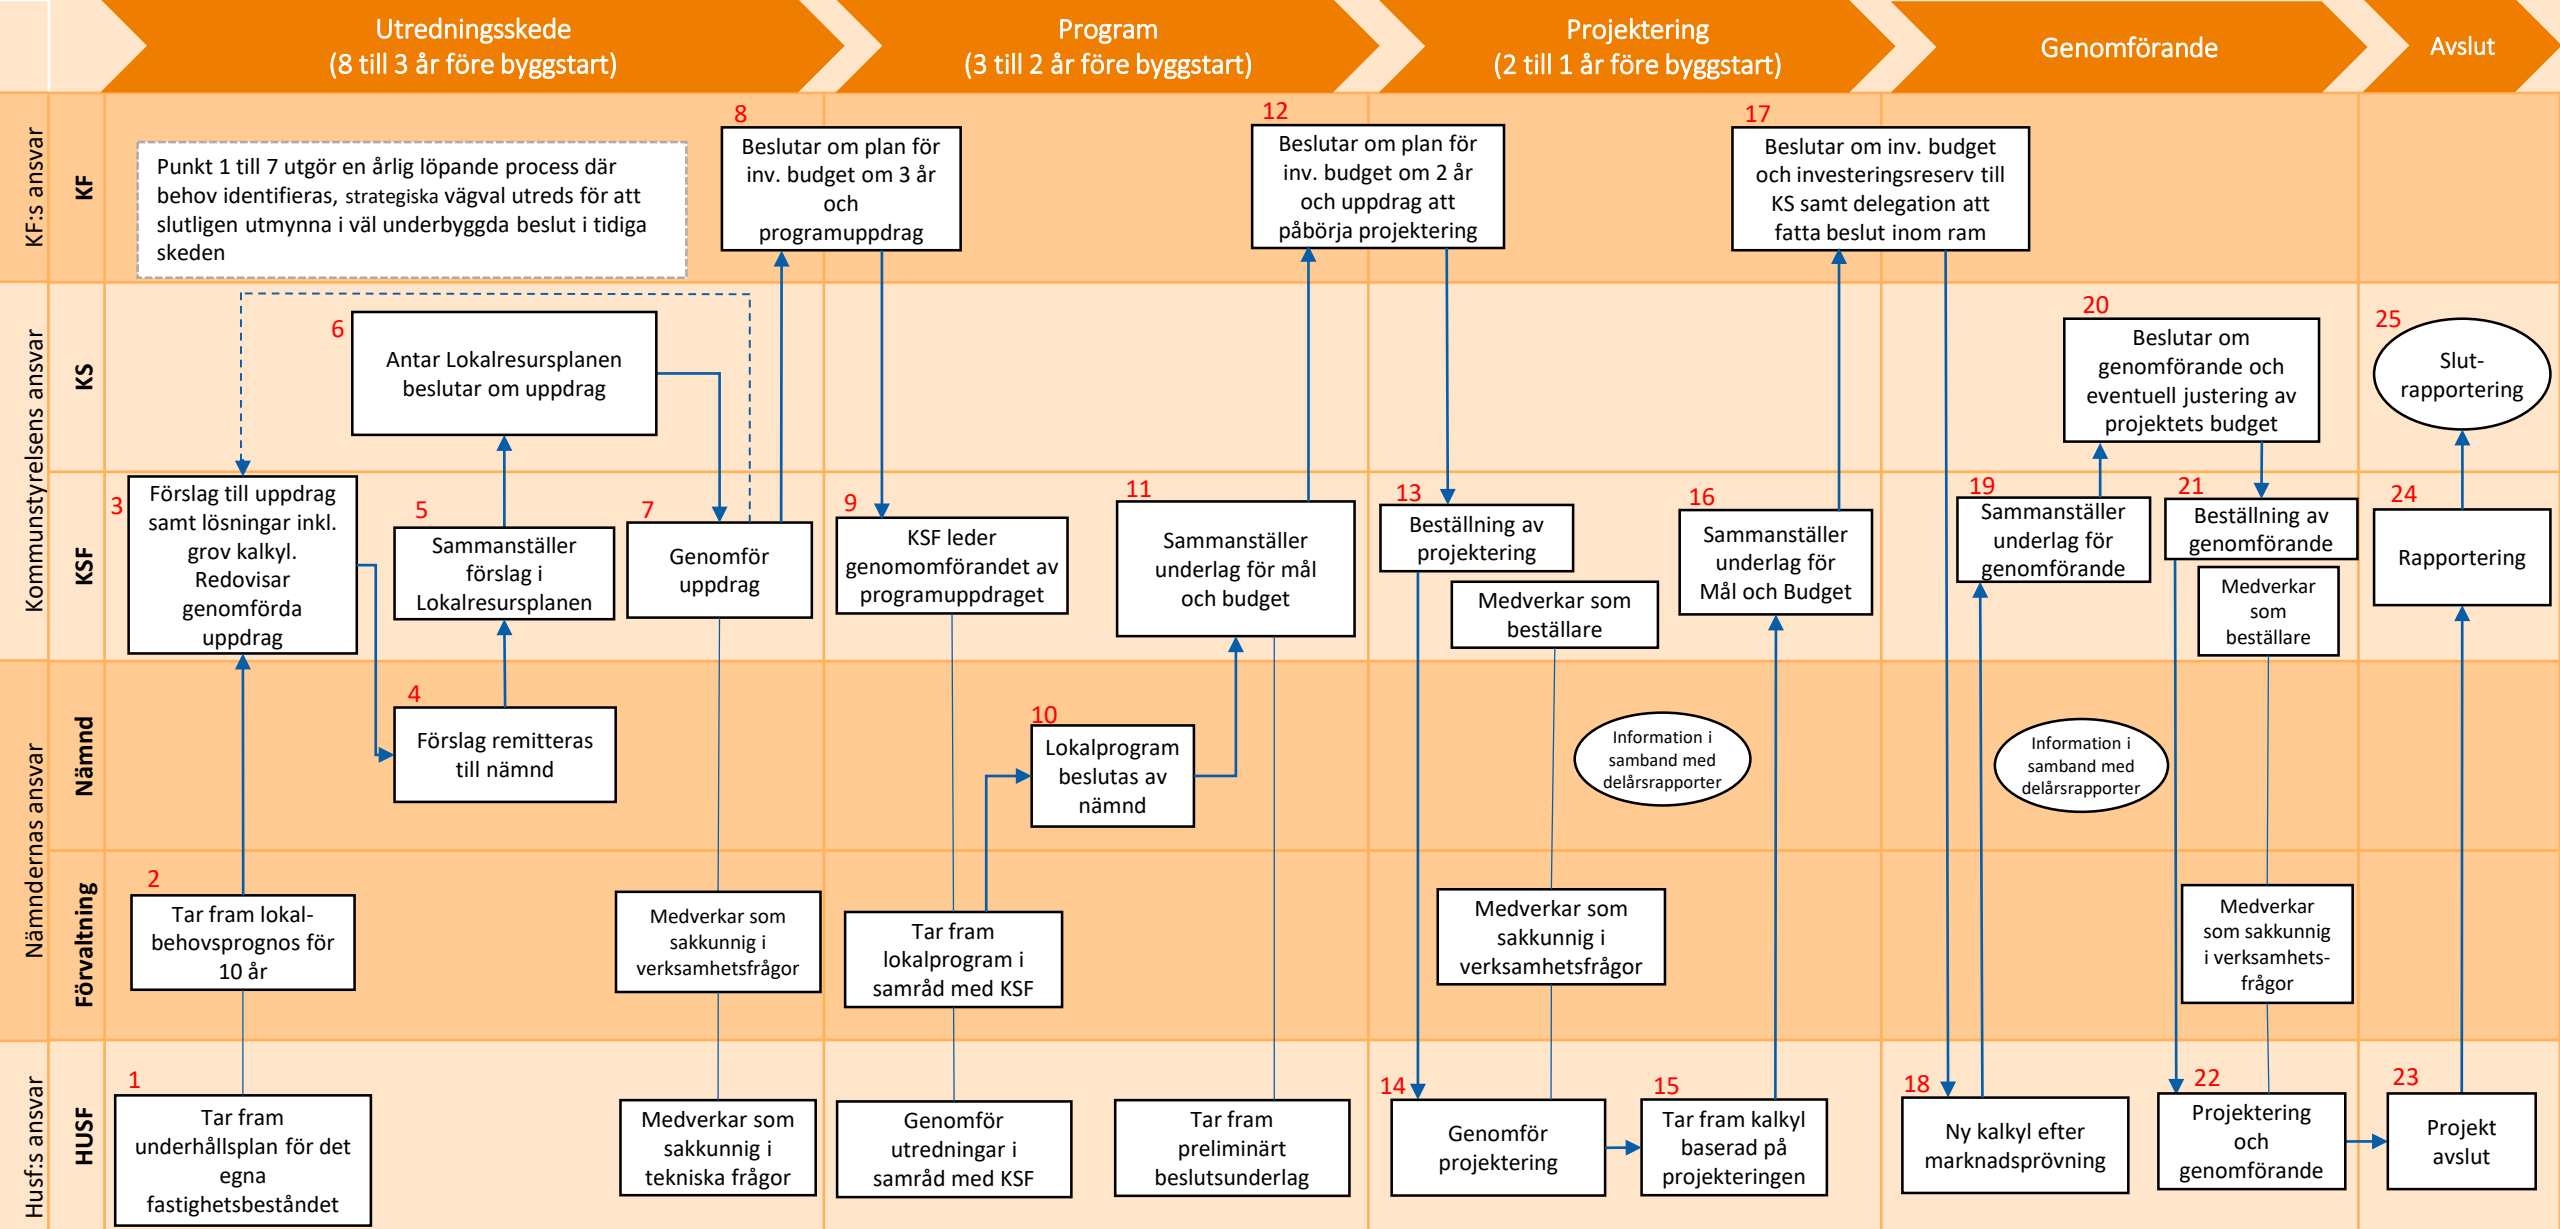 Utredningsskede
(8 till 3 år före byggstart)
Program
(3 till 2 år före byggstart)
Projektering
(2 till 1 år före byggstart)
Genomförande
Avslut
KF:s ansvar
KF
Punkt 1 till 7 utgör en årlig löpande process där
behov identifieras, strategiska vägval utreds för att
slutligen utmynna i väl underbyggda beslut i tidiga
skeden
8
Beslutar om plan för
inv. budget om 3 år
och
programuppdrag
12
Beslutar om plan för
inv. budget om 2 år
och uppdrag att
påbörja projektering
17
Beslutar om inv. budget
och investeringsreserv till
KS samt delegation att
fatta beslut inom ram
Kommunstyrelsens ansvar
KS
6
Antar Lokalresursplanen
beslutar om uppdrag
20
Beslutar om
genomförande och
eventuell justering av
projektets budget
25
Slut-
rapportering
KSF
3
Förslag till uppdrag
samt lösningar inkl.
grov kalkyl.
Redovisar
genomförda
uppdrag
5
Sammanställer
förslag i
Lokalresursplanen
7
Genomför
uppdrag
9
KSF leder
genomomförandet av
programuppdraget
11
Sammanställer
underlag för mål
och budget
13
Beställning av
projektering
Medverkar som
beställare
16
Sammanställer
underlag för
Mål och Budget
19
Sammanställer
underlag för
genomförande
21
Beställning av
genomförande
Medverkar
som
beställare
24
Rapportering
Nämndernas ansvar
Nämnd
4
Förslag remitteras
till nämnd
10
Lokalprogram
beslutas av
nämnd
Information i
samband med
delårsrapporter
Information i
samband med
delårsrapporter
Förvaltning
2
Tar fram lokal-
behovsprognos för
10 år
Medverkar som
sakkunnig i
verksamhetsfrågor
Tar fram
lokalprogram i
samråd med KSF
Medverkar som
sakkunnig i
verksamhetsfrågor
Medverkar
som sakkunnig
i verksamhets-
frågor
Husf:s ansvar
HUSF
1
Tar fram
underhållsplan för det
egna
fastighetsbeståndet
Medverkar som
sakkunnig i
tekniska frågor
Genomför
utredningar i
samråd med KSF
Tar fram
preliminärt
beslutsunderlag
14
Genomför
projektering
15
Tar fram kalkyl
baserad på
projekteringen
18
Ny kalkyl efter
marknadsprövning
22
Projektering
och
genomförande
23
Projekt
avslut